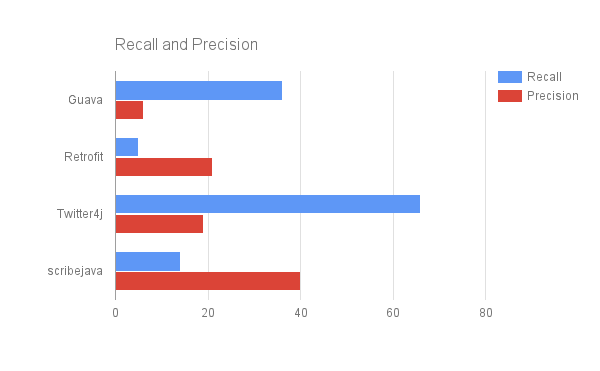 Recall and Precision
Recall
Precision
Guava
Retrofit
Twitter4j
scribejava
0 20 40 60 80